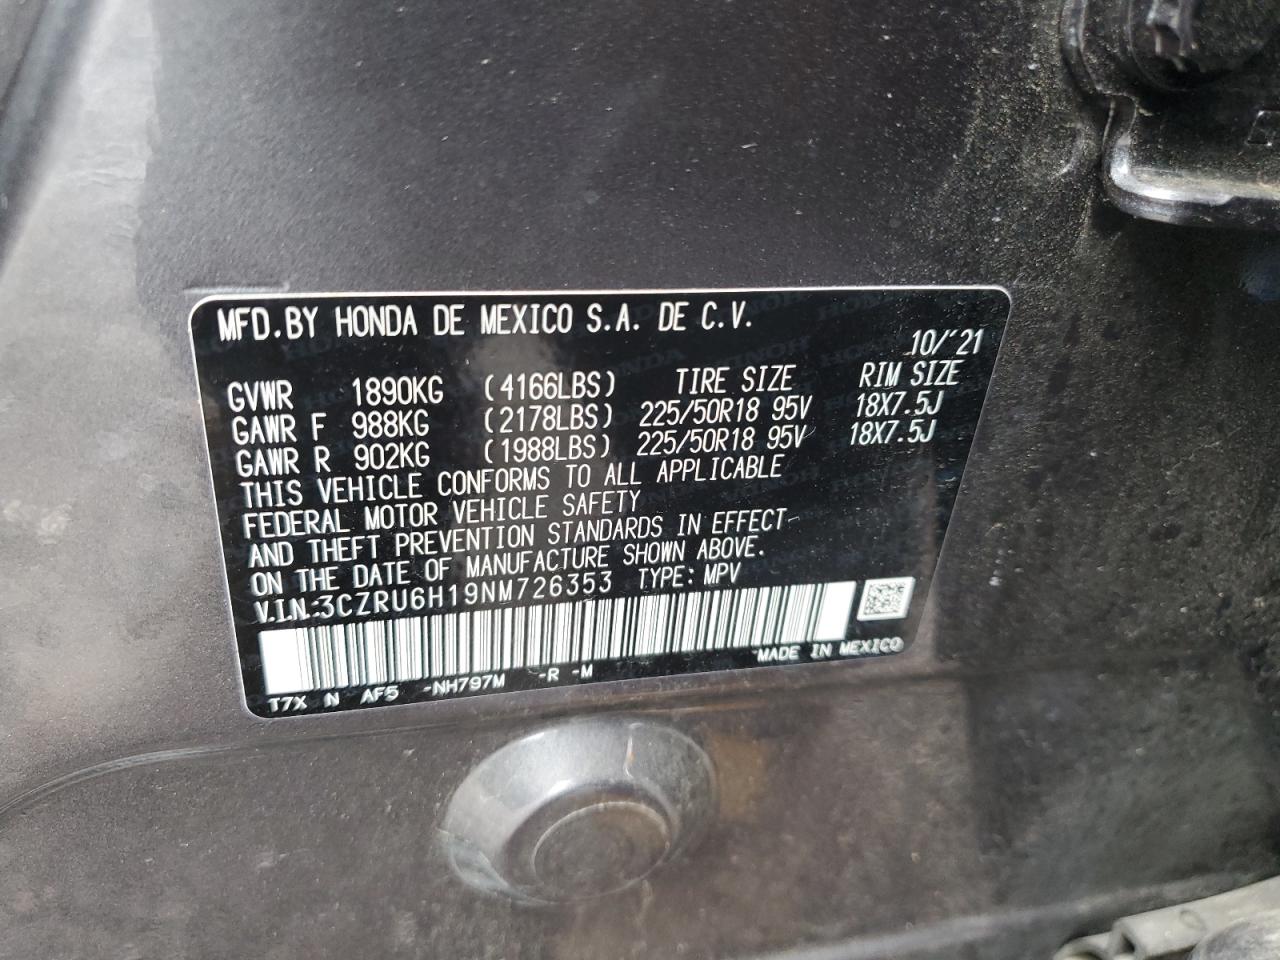 MFD.BY HONDA DE MEXICO S.A. DE C.V.
10/'21
GVWR 1890KG (4166LBS) TIRE SIZE RIM SIZE
GAWR F 988KG (2178LBS) 225/50R18 95V 18X7.5J
GAWR R 902KG (1988LBS) 225/50R18 95V 18X7.5J
THIS VEHICLE CONFORMS TO ALL APPLICABLE
FEDERAL MOTOR VEHICLE SAFETY
AND THEFT PREVENTION STANDARDS IN EFFECT
ON THE DATE OF MANUFACTURE SHOWN ABOVE.
V.I.N.:3CZRU6H19NM726353 TYPE:MPV
MADE IN MEXICO
T7X N AF5 -NH797M -R -M